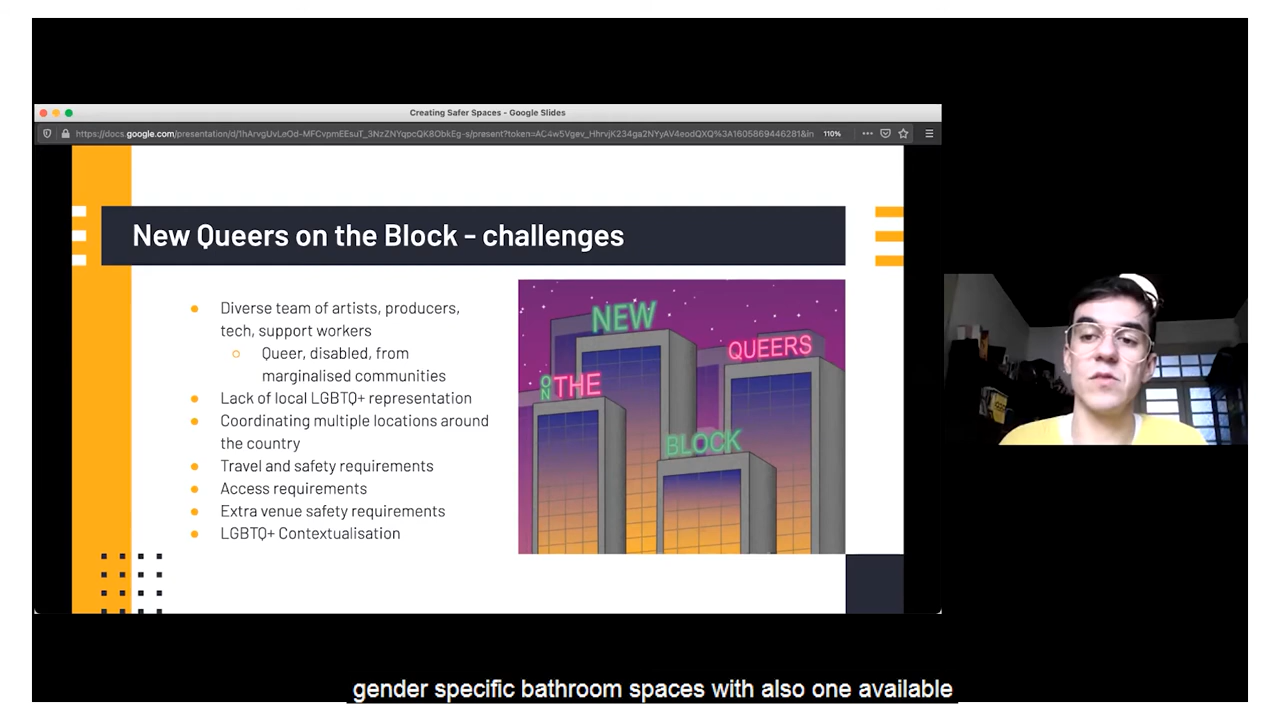 Creating Safer Spaces - Google Slides
https://docs.google.com/presentation/d/1hArvgUvLeOd-MFCvpmEEsuT_3NzZNYqpcQK8ObkEg-s/present?token=AC4w5Vgev_HhrvjK234ga2NYyAV4eodQXQ%3A1605869446281&in
110%
New Queers on the Block - challenges
Diverse team of artists, producers,
tech, support workers
Queer, disabled, from
marginalised communities
Lack of local LGBTQ+ representation
Coordinating multiple locations around
the country
Travel and safety requirements
Access requirements
Extra venue safety requirements
LGBTQ+ Contextualisation
NEW
QUEERS
ON THE
BLOCK
gender specific bathroom spaces with also one available